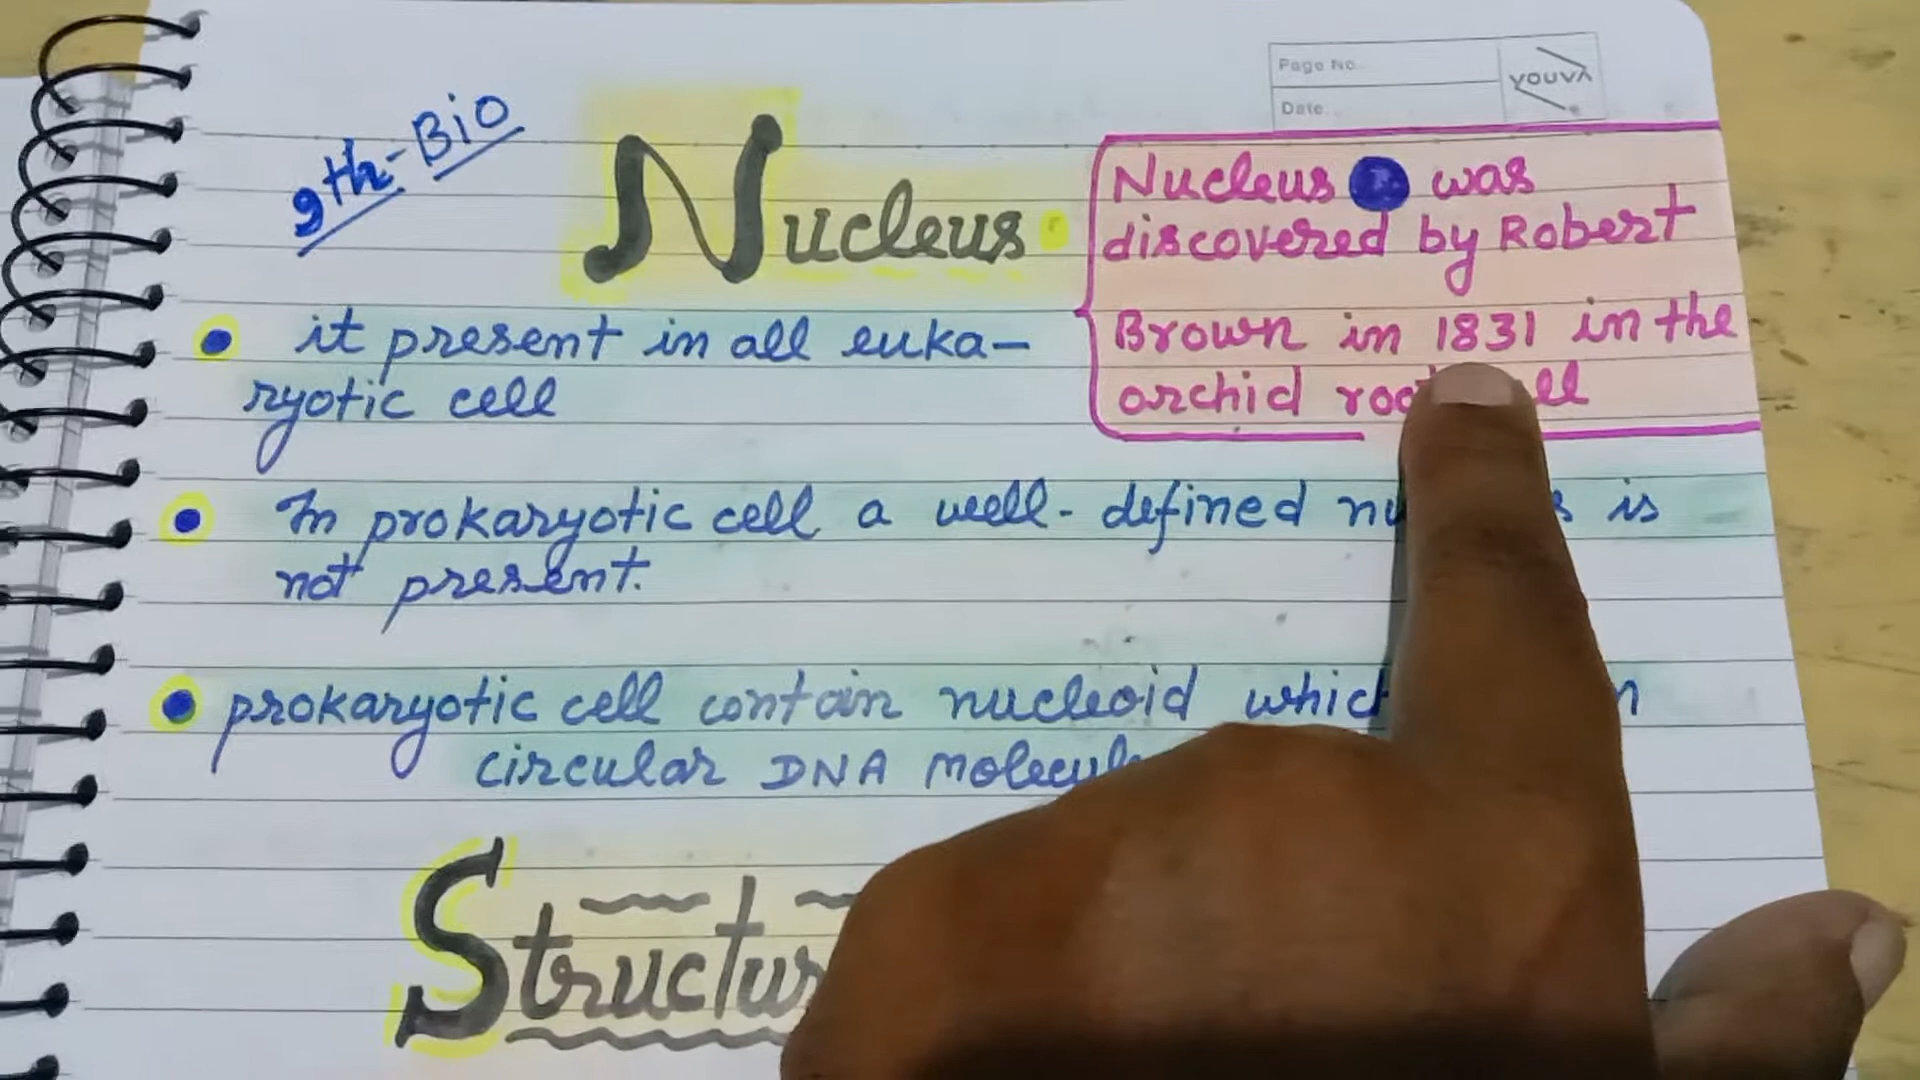 Page No.
YOUVA
Date
9th-Bio
Nucleus
Nucleus was
discovered by Robert
Brown in 1831 in the
orchid
it present in all euka-
ryotic cell
In prokaryotic cell a well-defined is
not present.
prokaryotic cell contain nucleoid
circular DNA